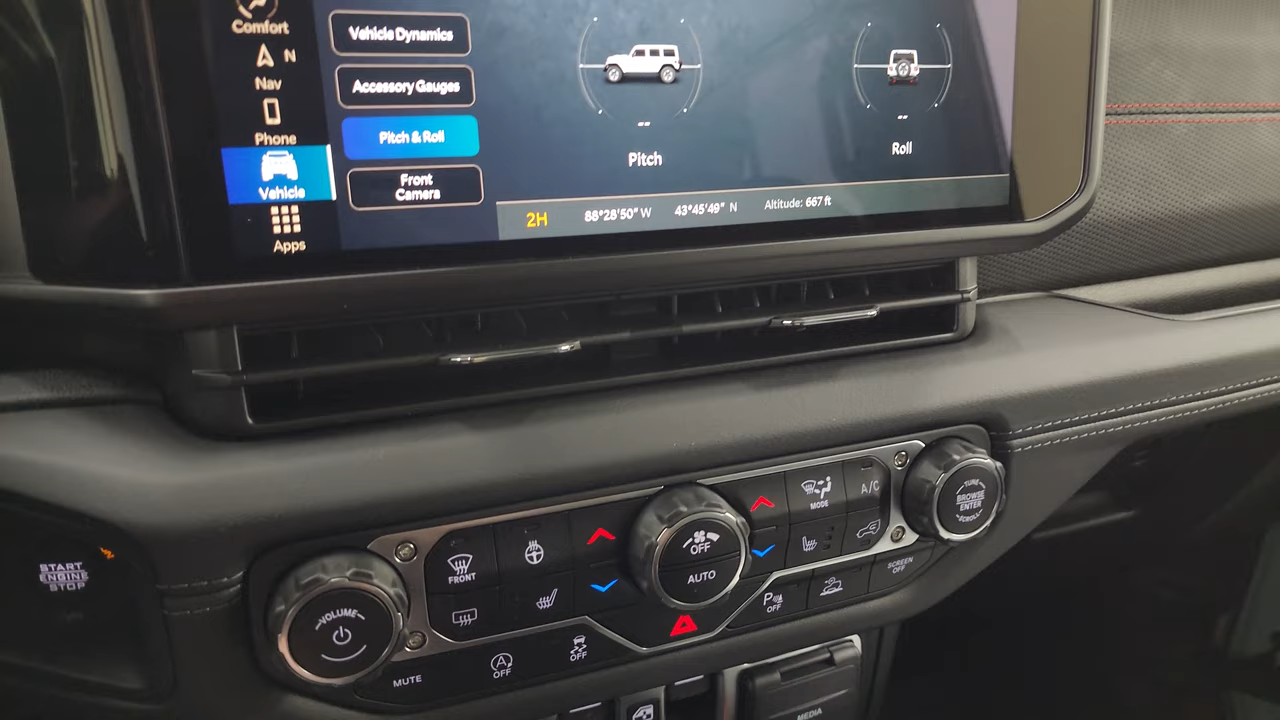 Comfort
N
Nav
Phone
Vehicle
Apps
Vehicle Dynamics
Accessory Gauges
Pitch & Roll
Front
Camera
--
Pitch
--
Roll
2H 88°28'50" W 43°45'49" N Altitude: 667 ft
START
ENGINE
STOP
VOLUME
FRONT
OFF
AUTO
MODE
A/C
TUNE
BROWSE
ENTER
SCROLL
MUTE
OFF
OFF
P OFF
SCREEN
OFF
MEDIA